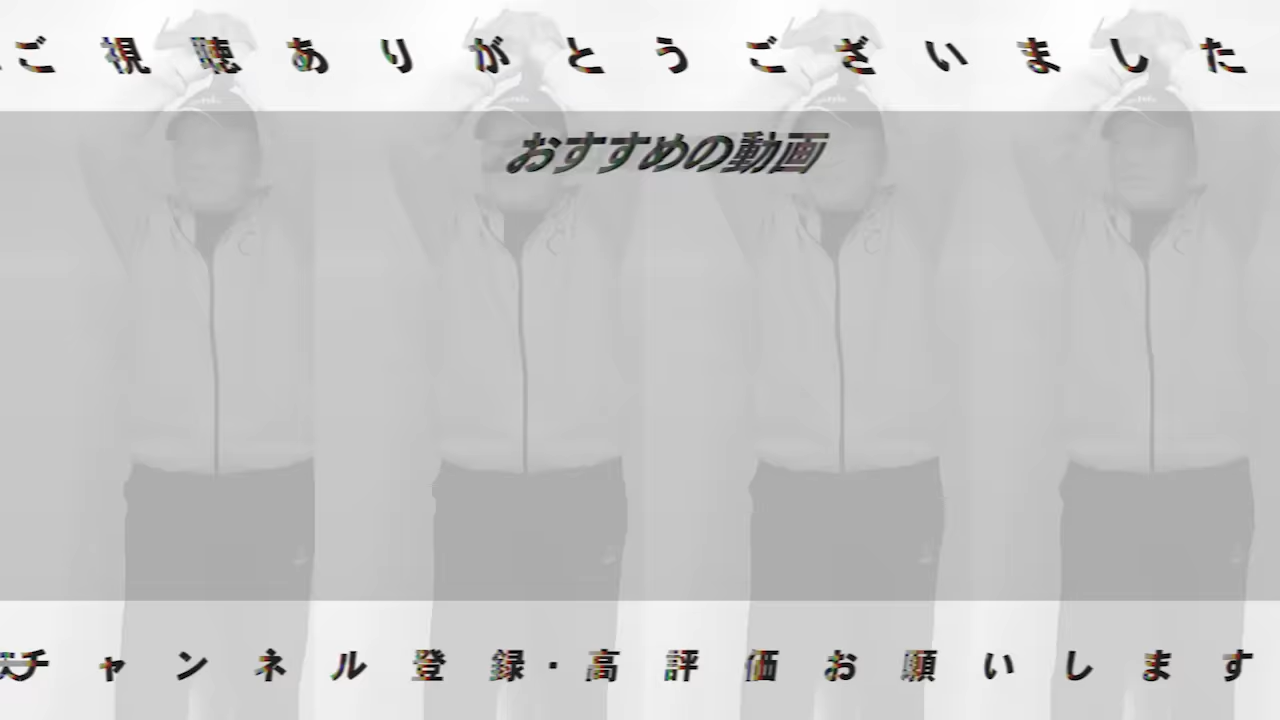 ご視聴ありがとうございました
おすすめの動画
チャンネル登録・高評価お願いします